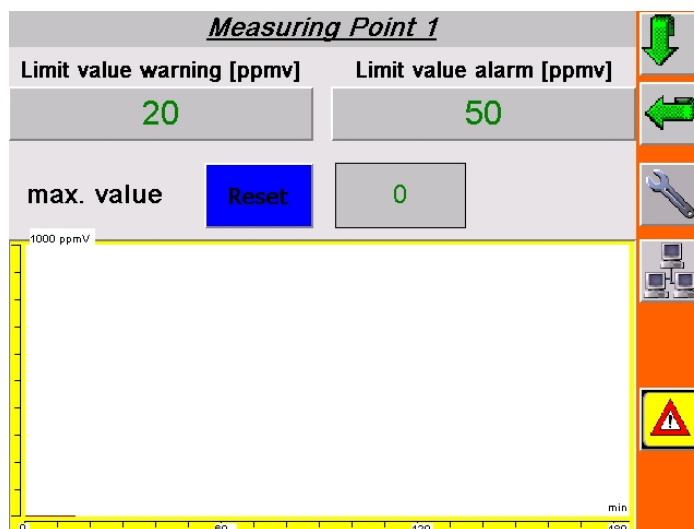 Measuring Point 1
Limit value warning [ppmv] Limit value alarm [ppmv]
20 50
max. value Reset 0
1000 ppmV
min
0 60 120 180